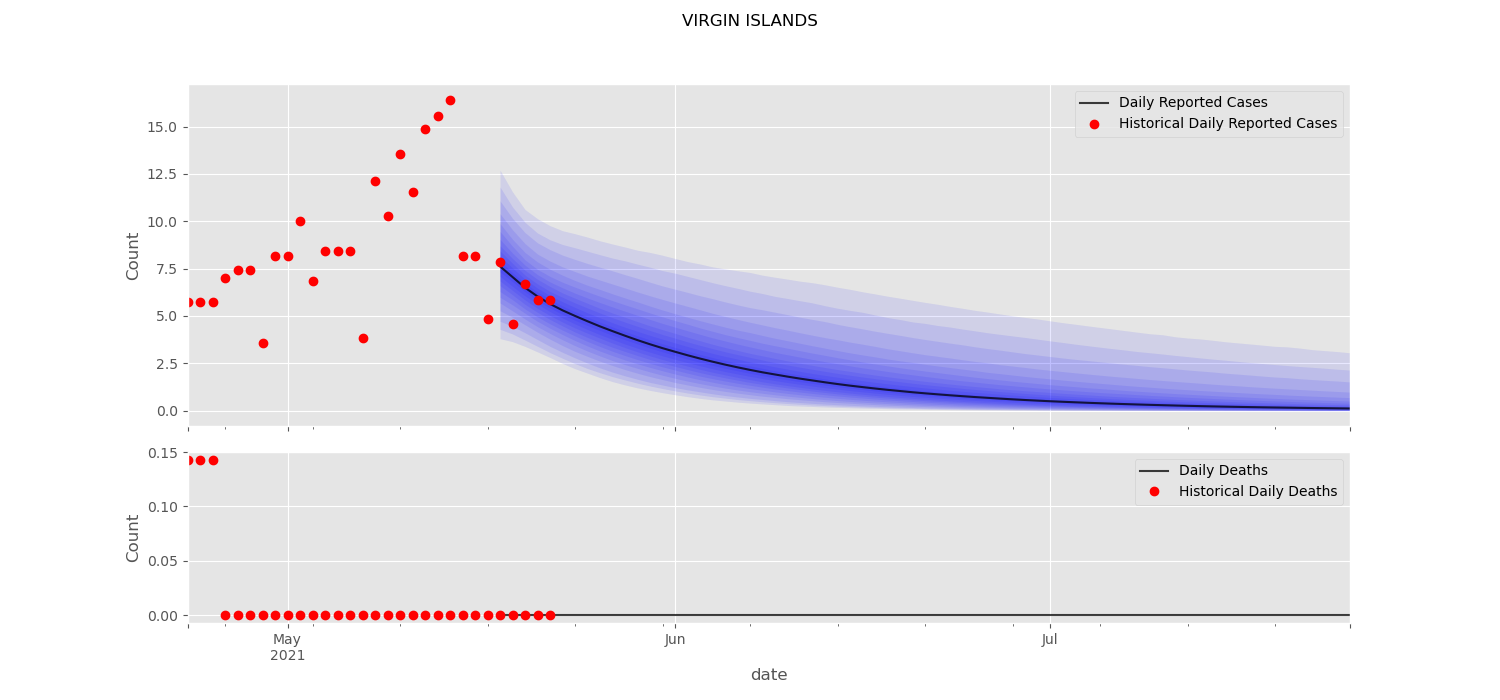 VIRGIN ISLANDS
Daily Reported Cases
Historical Daily Reported Cases
15.0
12.5
10.0
7.5
5.0
2.5
0.0
Count
Daily Deaths
Historical Daily Deaths
0.15
0.10
0.05
0.00
Count
May
2021
Jun
Jul
date